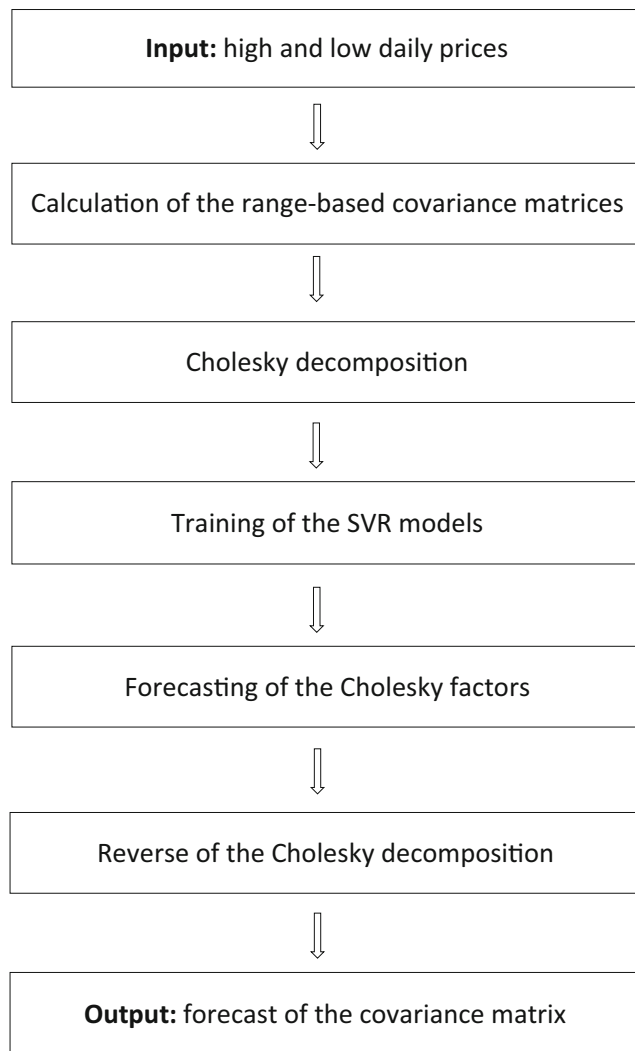 Input: high and low daily prices
Calculation of the range-based covariance matrices
Cholesky decomposition
Training of the SVR models
Forecasting of the Cholesky factors
Reverse of the Cholesky decomposition
Output: forecast of the covariance matrix